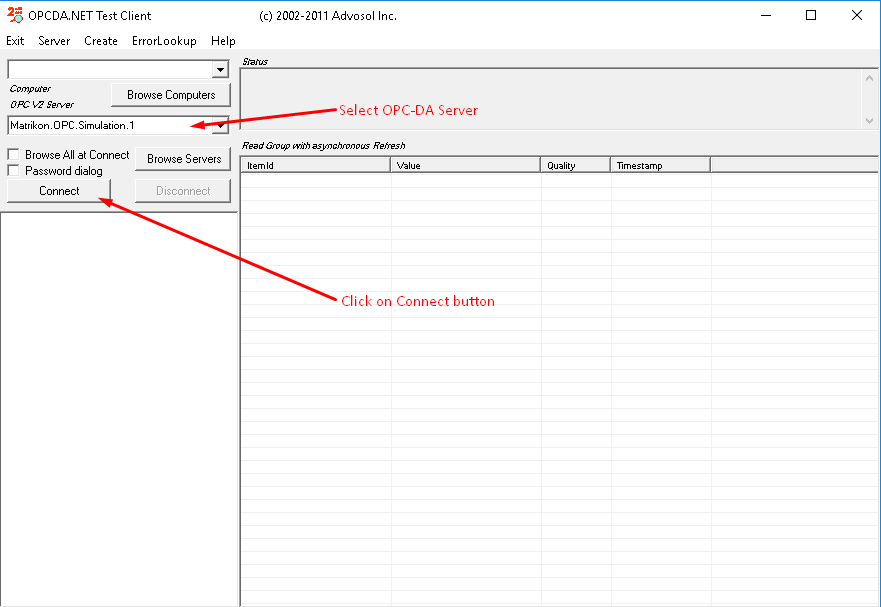 OPCDA.NET Test Client (c) 2002-2011 Advosol Inc.
Exit Server Create ErrorLookup Help
Status
Computer
Browse Computers
OPC V2 Server
Select OPC-DA Server
Matrikon.OPC.Simulation.1
Read Group with asynchronous Refresh
Browse All at Connect
Browse Servers
Password dialog
ItemId Value Quality Timestamp
Connect Disconnect
Click on Connect button